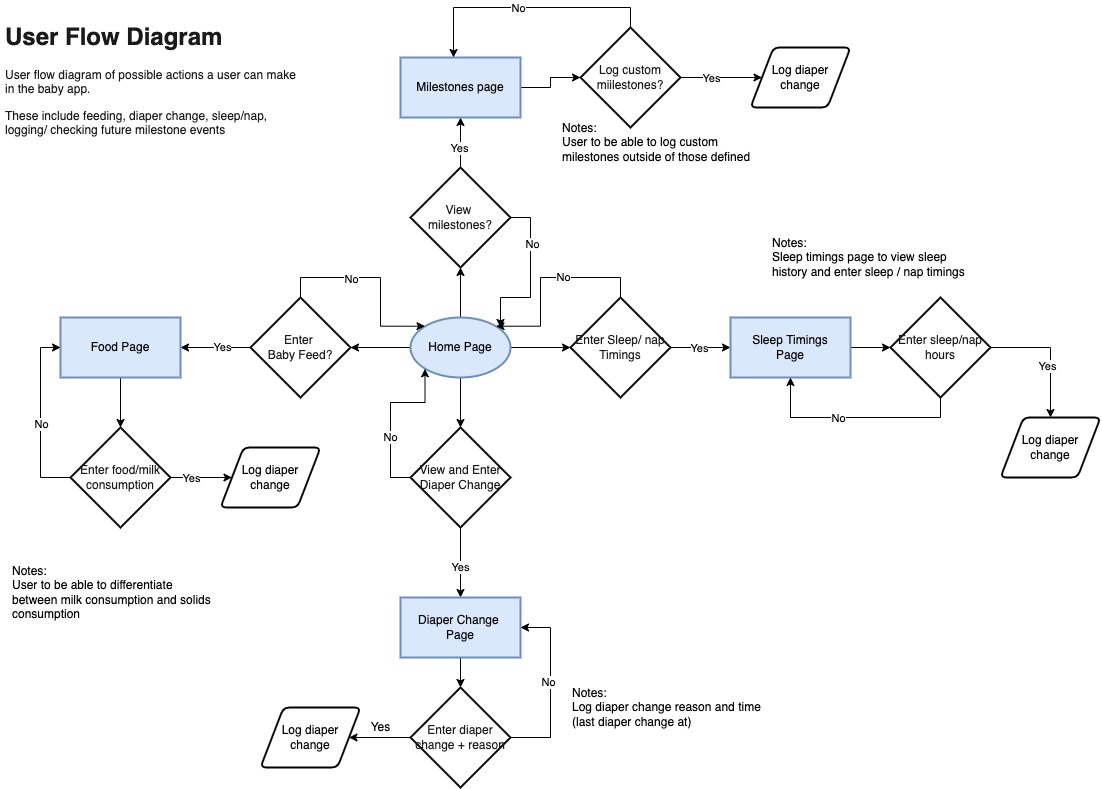 User Flow Diagram
User flow diagram of possible actions a user can make
in the baby app.
These include feeding, diaper change, sleep/nap,
logging/ checking future milestone events
No
Milestones page
Log custom
miilestones?
Yes
Log diaper
change
Notes:
User to be able to log custom
milestones outside of those defined
Yes
View
milestones?
No
Notes:
Sleep timings page to view sleep
history and enter sleep / nap timings
No
No
Food Page
Yes
Enter
Baby Feed?
Home Page
Enter Sleep/ nap
Timings
Yes
Sleep Timings
Page
Enter sleep/nap
hours
Yes
No
No
No
Log diaper
change
Enter food/milk
consumption
Yes
Log diaper
change
View and Enter
Diaper Change
Yes
Notes:
User to be able to differentiate
between milk consumption and solids
consumption
Diaper Change
Page
No
Notes:
Log diaper change reason and time
(last diaper change at)
Log diaper
change
Yes
Enter diaper
change + reason